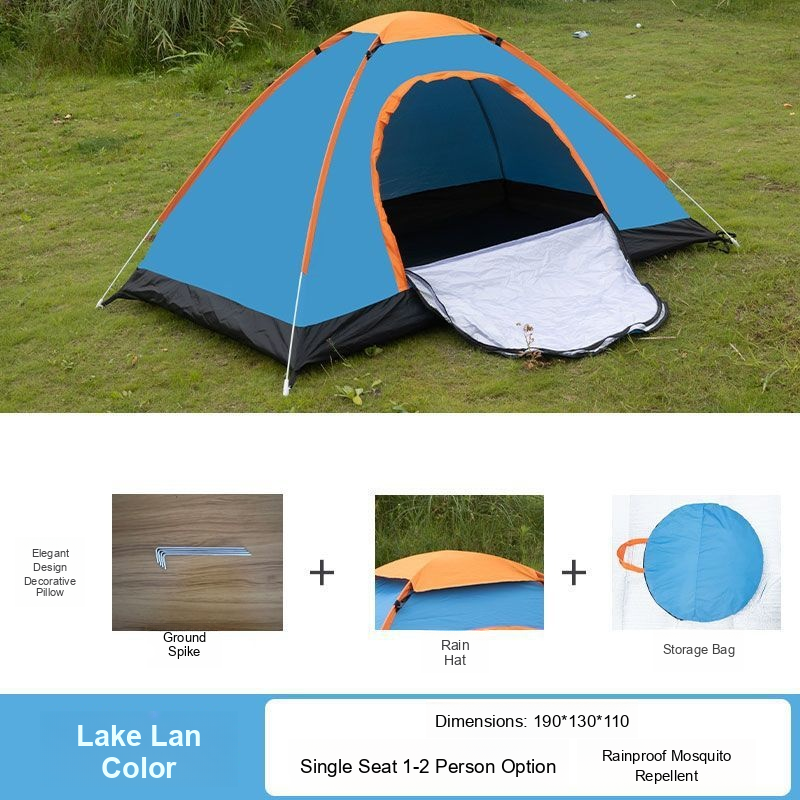 Elegant
Design
Decorative
Pillow
Ground
Spike
Rain
Hat
Storage Bag
Lake Lan
Color
Dimensions: 190*130*110
Single Seat 1-2 Person Option
Rainproof Mosquito
Repellent